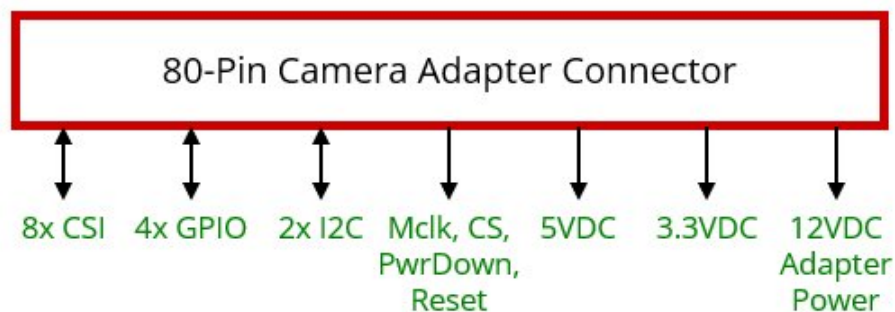 80-Pin Camera Adapter Connector
8x CSI
4x GPIO
2x I2C
Mclk, CS,
PwrDown,
Reset
5VDC
3.3VDC
12VDC
Adapter
Power